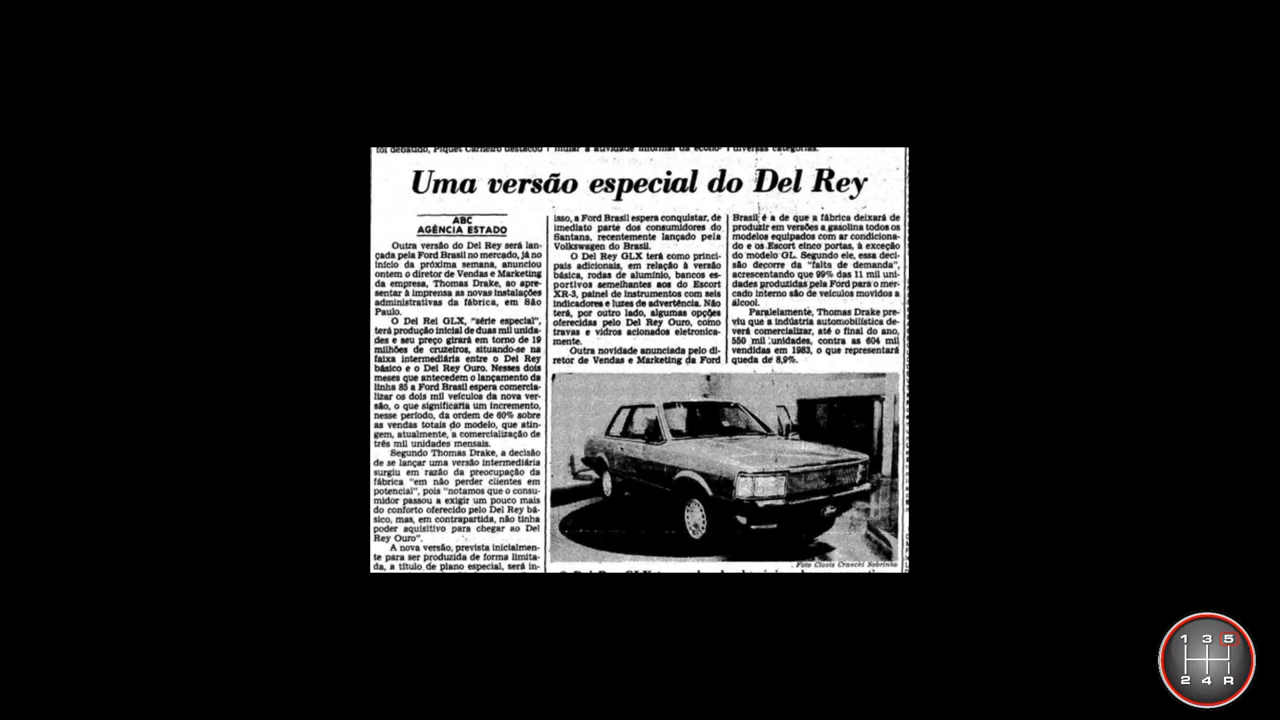 foi debatido, Piquet Carneiro destacou
mular a atividade informal da econo-
diversas categorias.
Uma versão especial do Del Rey
ABC
AGÊNCIA ESTADO
Outra versão do Del Rey será lan-
çada pela Ford Brasil no mercado, já no
início da próxima semana, anunciou
ontem o diretor de Vendas e Marketing
da empresa, Thomas Drake, ao apre-
sentar à imprensa as novas instalações
administrativas da fábrica, em São
Paulo.
O Del Rei GLX, "série especial",
terá produção inicial de duas mil unida-
des e seu preço girará em torno de 19
milhões de cruzeiros, situando-se na
faixa intermediária entre o Del Rey
básico e o Del Rey Ouro. Nesses dois
meses que antecedem o lançamento da
linha 85 a Ford Brasil espera comercia-
lizar os dois mil veículos da nova ver-
são, o que significaria um incremento,
nesse período, da ordem de 60% sobre
as vendas totais do modelo, que atin-
gem, atualmente, a comercialização de
três mil unidades mensais.
Segundo Thomas Drake, a decisão
de se lançar uma versão intermediária
surgiu em razão da preocupação da
fábrica "em não perder clientes em
potencial", pois "notamos que o consu-
midor passou a exigir um pouco mais
do conforto oferecido pelo Del Rey bá-
sico, mas, em contrapartida, não tinha
poder aquisitivo para chegar ao Del
Rey Ouro".
A nova versão, prevista inicialmen-
te para ser produzida de forma limita-
da, a título de plano especial, será in-
isso, a Ford Brasil espera conquistar, de
imediato parte dos consumidores do
Santana, recentemente lançado pela
Volkswagen do Brasil.
O Del Rey GLX terá como princi-
pais adicionais, em relação à versão
básica, rodas de alumínio, bancos es-
portivos semelhantes aos do Escort
XR-3, painel de instrumentos com seis
indicadores e luzes de advertência. Não
terá, por outro lado, algumas opções
oferecidas pelo Del Rey Ouro, como
travas e vidros acionados eletronica-
mente.
Outra novidade anunciada pelo di-
retor de Vendas e Marketing da Ford
Brasil é a de que a fábrica deixará de
produzir em versões a gasolina todos os
modelos equipados com ar condiciona-
do e os Escort cinco portas, à exceção
do modelo GL. Segundo ele, essa deci-
são decorre da "falta de demanda",
acrescentando que 99% das 11 mil uni-
dades produzidas pela Ford para o mer-
cado interno são de veículos movidos a
álcool.
Paralelamente, Thomas Drake pre-
viu que a indústria automobilística de-
verá comercializar, até o final do ano,
550 mil unidades, contra as 604 mil
vendidas em 1983, o que representará
queda de 8,9%.
Foto Clovis Cranchi Sobrinho
1 3 5
2 4 R